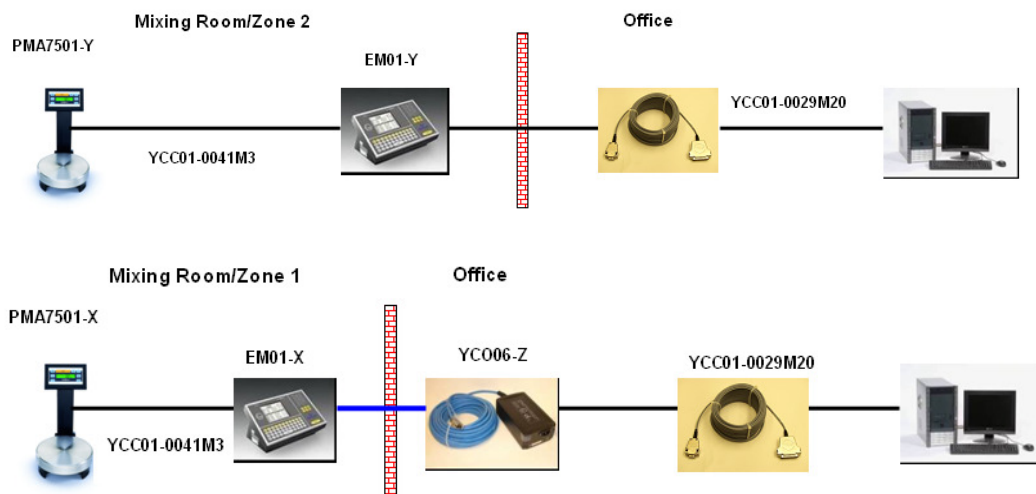 Mixing Room/Zone 2
Office
PMA7501-Y
EM01-Y
YCC01-0029M20
YCC01-0041M3
Mixing Room/Zone 1
Office
PMA7501-X
EM01-X
YCO06-Z
YCC01-0029M20
YCC01-0041M3